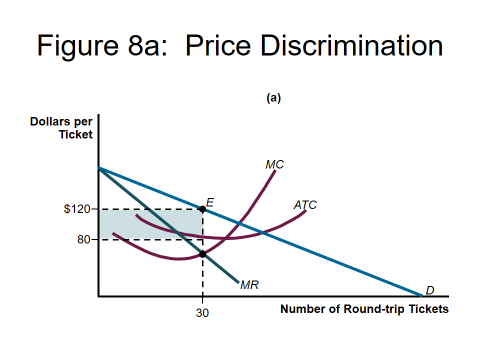 Figure 8a:  Price Discrimination
(a)
Dollars per
Ticket
MC
$120
E
ATC
80
MR
D
30
Number of Round-trip Tickets